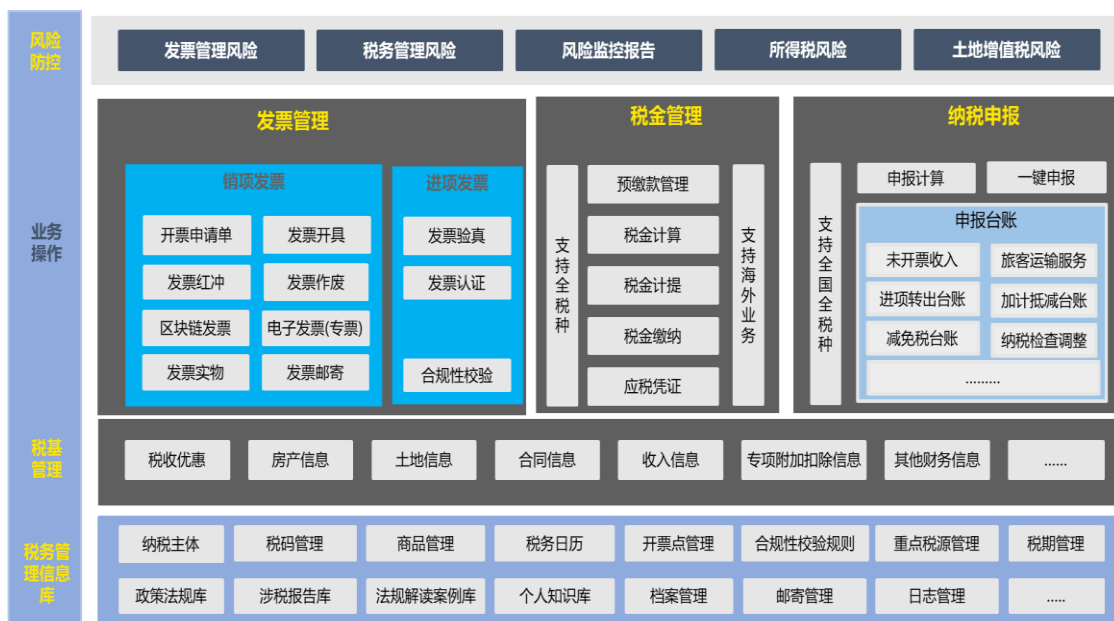 风险
防控
发票管理风险
税务管理风险
风险监控报告
所得税风险
土地增值税风险
业务
操作
发票管理
销项发票
开票申请单
发票开具
发票红冲
发票作废
区块链发票
电子发票(专票)
发票实物
发票邮寄
进项发票
发票验真
发票认证
合规性校验
税金管理
支持全税种
预缴款管理
税金计算
税金计提
税金缴纳
应税凭证
支持海外业务
纳税申报
支持全国全税种
申报计算
一键申报
申报台账
未开票收入
旅客运输服务
进项转出台账
加计抵减台账
减免税台账
纳税检查调整
.........
税基
管理
税收优惠
房产信息
土地信息
合同信息
收入信息
专项附加扣除信息
其他财务信息
......
税务管
理信息
库
纳税主体
税码管理
商品管理
税务日历
开票点管理
合规性校验规则
重点税源管理
税期管理
政策法规库
涉税报告库
法规解读案例库
个人知识库
档案管理
邮寄管理
日志管理
.....